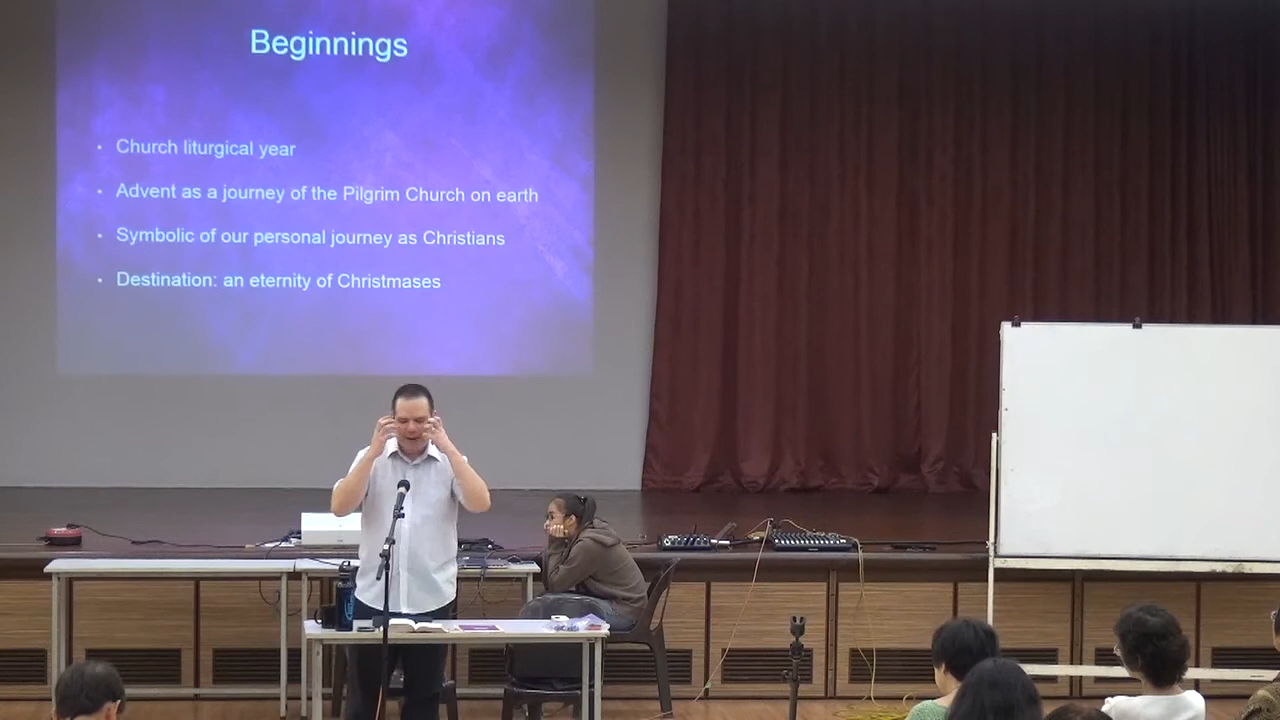 Beginnings
Church liturgical year
Advent as a journey of the Pilgrim Church on earth
Symbolic of our personal journey as Christians
Destination: an eternity of Christmases